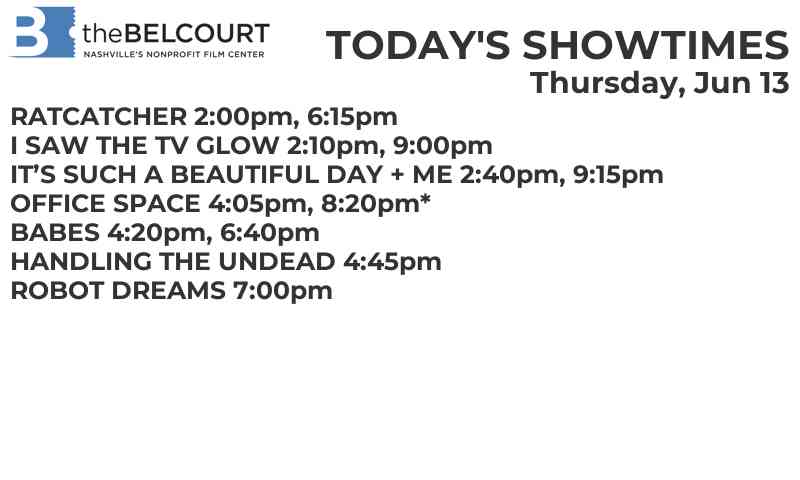 B
theBELCOURT
NASHVILLE'S NONPROFIT FILM CENTER
TODAY'S SHOWTIMES
Thursday, Jun 13
RATCATCHER 2:00pm, 6:15pm
I SAW THE TV GLOW 2:10pm, 9:00pm
IT’S SUCH A BEAUTIFUL DAY + ME 2:40pm, 9:15pm
OFFICE SPACE 4:05pm, 8:20pm*
BABES 4:20pm, 6:40pm
HANDLING THE UNDEAD 4:45pm
ROBOT DREAMS 7:00pm